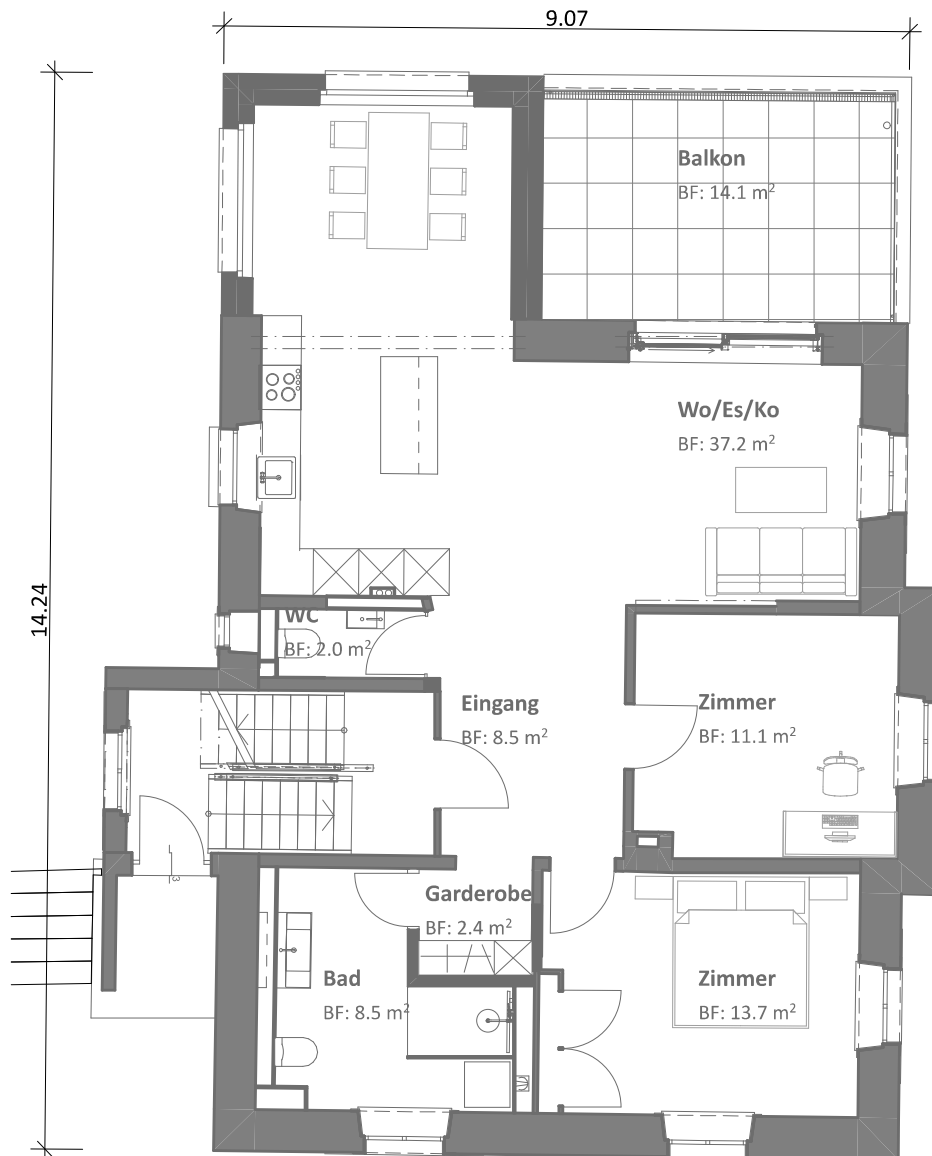 9.07
14.24
Balkon
BF: 14.1 m²
Wo/Es/Ko
BF: 37.2 m²
WC
BF: 2.0 m²
Eingang
BF: 8.5 m²
Zimmer
BF: 11.1 m²
Garderobe
BF: 2.4 m²
Bad
BF: 8.5 m²
Zimmer
BF: 13.7 m²